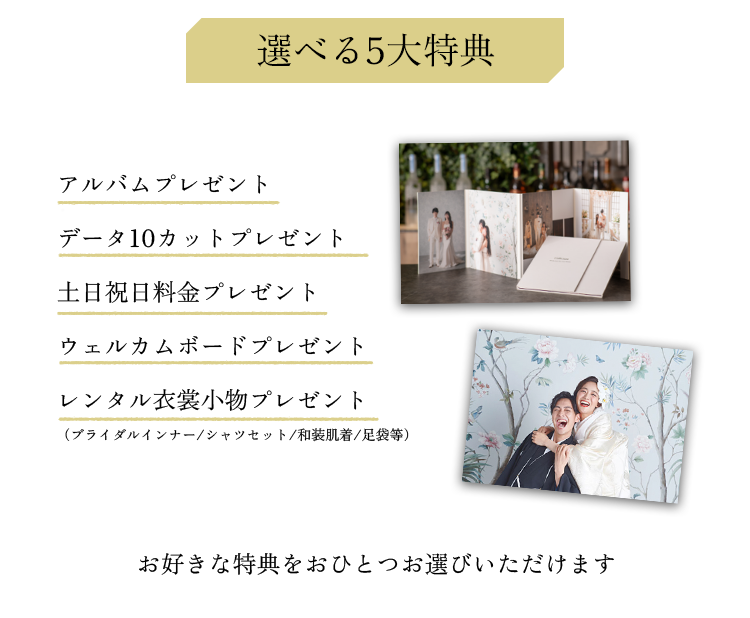 選べる5大特典
アルバムプレゼント
データ10カットプレゼント
土日祝日料金プレゼント
ウェルカムボードプレゼント
レンタル衣裳小物プレゼント
（ブライダルインナー/シャツセット/和装肌着/足袋等）
お好きな特典をおひとつお選びいただけます